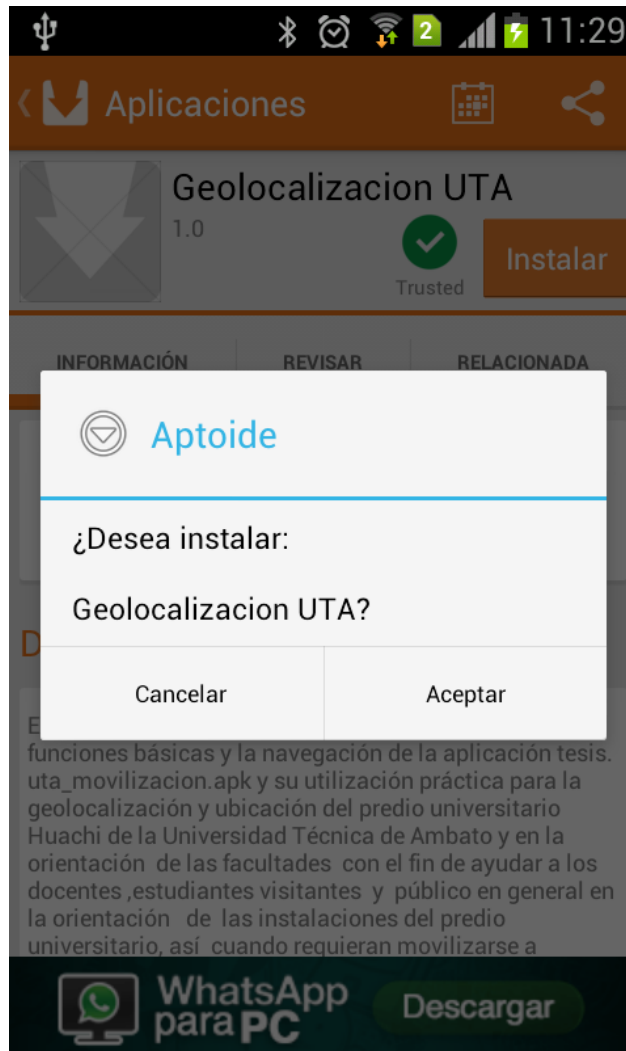 2 11:29
Aplicaciones
Geolocalizacion UTA
1.0
Trusted
Instalar
INFORMACIÓN REVISAR RELACIONADA
Aptoide
¿Desea instalar:
Geolocalizacion UTA?
D
Cancelar Aceptar
E
funciones básicas y la navegación de la aplicación tesis.
uta_movilizacion.apk y su utilización práctica para la
geolocalización y ubicación del predio universitario
Huachi de la Universidad Técnica de Ambato y en la
orientación de las facultades con el fin de ayudar a los
docentes ,estudiantes visitantes y público en general en
la orientación de las instalaciones del predio
universitario, así cuando requieran movilizarse a
WhatsApp
para PC
Descargar